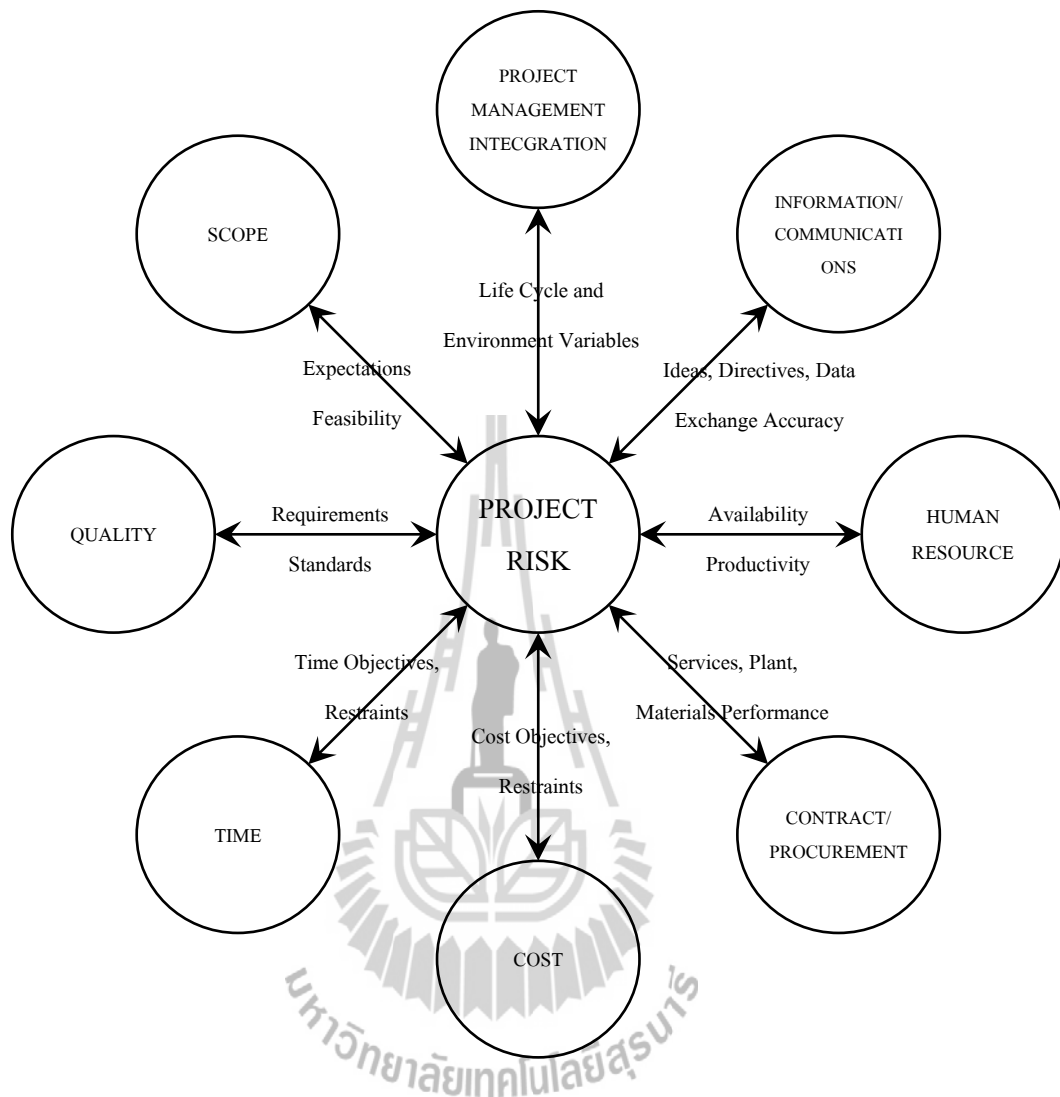 PROJECT
MANAGEMENT
INTECGRATION
SCOPE
INFORMATION/
COMMUNICATI
ONS
Life Cycle and
Environment Variables
Expectations
Feasibility
Ideas, Directives, Data
Exchange Accuracy
QUALITY
Requirements
Standards
PROJECT
RISK
Availability
Productivity
HUMAN
RESOURCE
Time Objectives,
Restraints
Cost Objectives,
Restraints
Services, Plant,
Materials Performance
TIME
COST
CONTRACT/
PROCUREMENT
มหาวิทยาลัยเทคโนโลยีสุรนารี